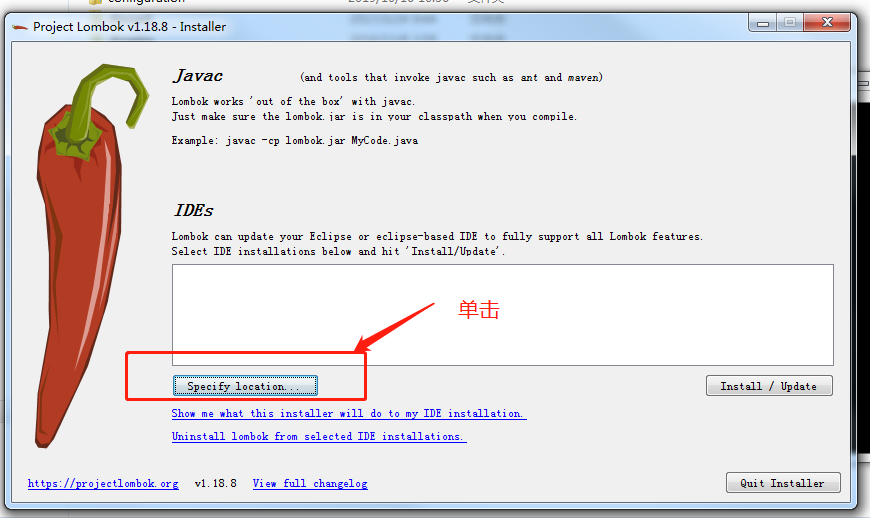 configuration
Project Lombok v1.18.8 - Installer
Javac (and tools that invoke javac such as ant and maven)
Lombok works 'out of the box' with javac.
Just make sure the lombok.jar is in your classpath when you compile.
Example: javac -cp lombok.jar MyCode.java
IDEs
Lombok can update your Eclipse or eclipse-based IDE to fully support all Lombok features.
Select IDE installations below and hit 'Install/Update'.
单击
Specify location... Install / Update
Show me what this installer will do to my IDE installation.
Uninstall lombok from selected IDE installations.
https://projectlombok.org v1.18.8 View full changelog Quit Installer